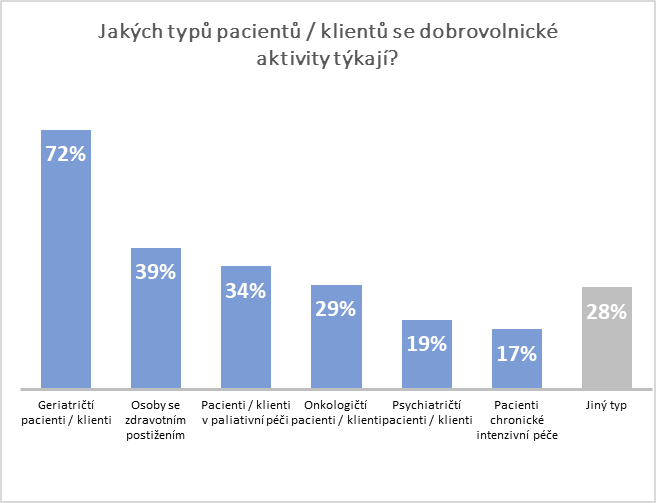 Jakých typů pacientů / klientů se dobrovolnické
aktivity týkají?
72%
39%
34%
29%
19%
17%
28%
Geriatričtí
pacienti / klienti
Osoby se
zdravotním
postižením
Pacienti / klienti
v paliativní péči
Onkologičtí
pacienti / klienti
Psychiatričtí
pacienti / klienti
Pacienti
chronické
intenzivní péče
Jiný typ